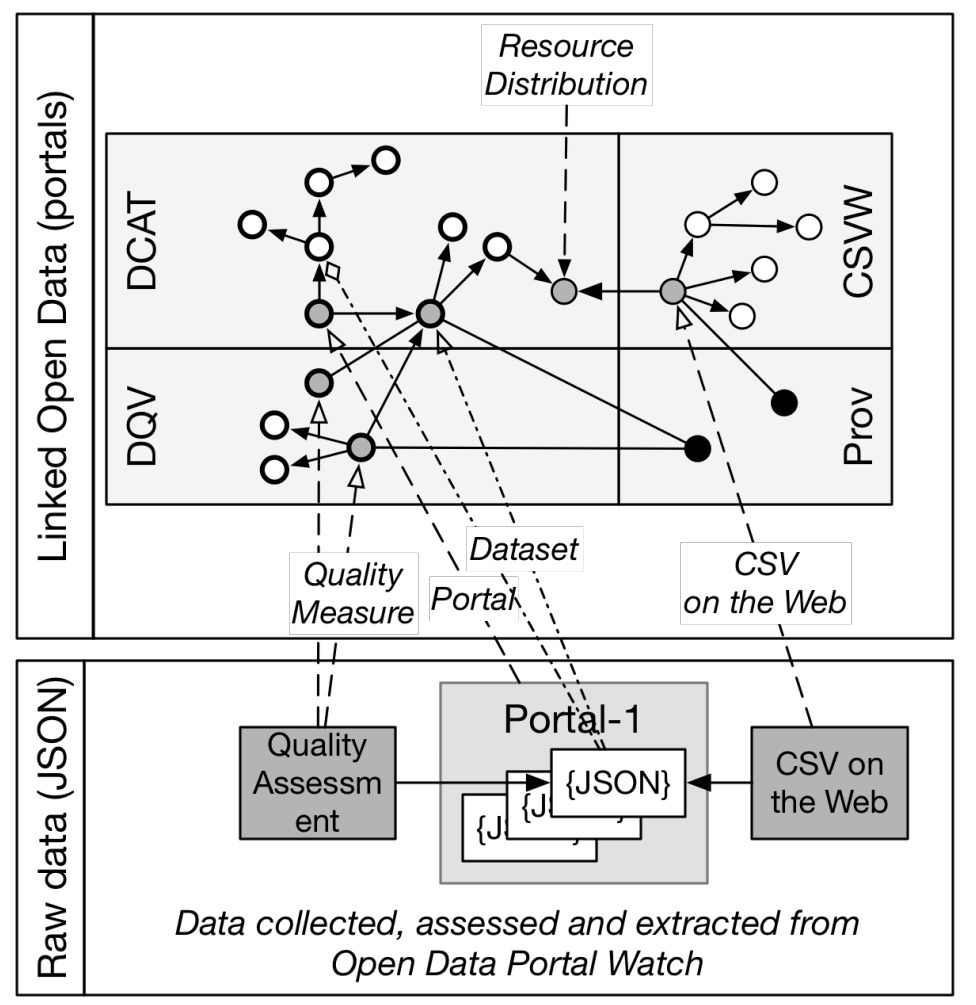 Linked Open Data (portals)
Resource
Distribution
DCAT
CSVW
DQV
Prov
Dataset
Quality
Measure
Portal
CSV
on the Web
Raw data (JSON)
Portal-1
Quality
Assessm
ent
{JSON}
{J
}
{J
}
CSV on
the Web
Data collected, assessed and extracted from
Open Data Portal Watch